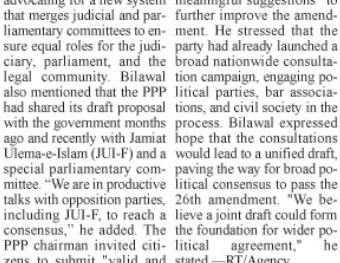 advocating for a new system
that merges judicial and par-
liamentary committees to en-
sure equal roles for the judi-
ciary, parliament, and the
legal community. Bilawal
also mentioned that the PPP
had shared its draft proposal
with the government months
ago and recently with Jamiat
Ulema-e-Islam (JUI-F) and a
special parliamentary com-
mittee. “We are in productive
talks with opposition parties,
including JUI-F, to reach a
consensus,” he added. The
PPP chairman invited citi-
zens to submit "valid and
meaningful suggestions" to
further improve the amend-
ment. He stressed that the
party had already launched a
broad nationwide consulta-
tion campaign, engaging po-
litical parties, bar associa-
tions, and civil society in the
process. Bilawal expressed
hope that the consultations
would lead to a unified draft,
paving the way for broad po-
litical consensus to pass the
26th amendment. "We be-
lieve a joint draft could form
the foundation for wider po-
litical agreement," he
stated.—RT/Agency